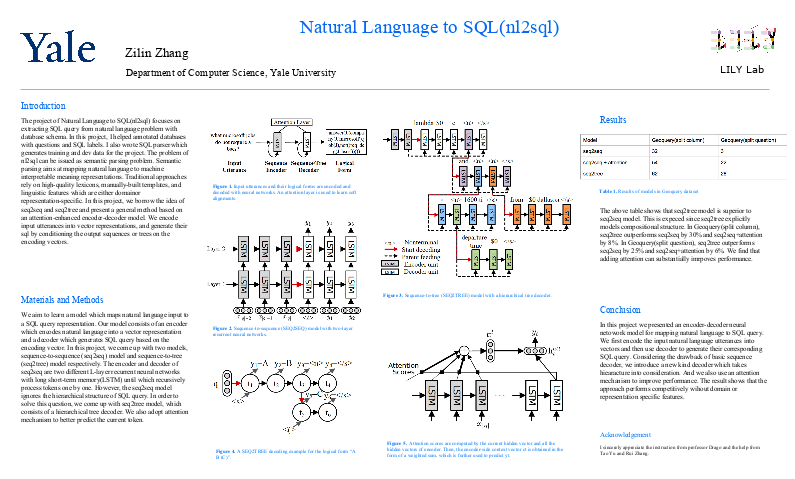 Natural Language to SQL(nl2sql)
Yale
Zilin Zhang
Department of Computer Science, Yale University
LILY
LILY Lab
Introduction
The project of Natural Language to SQL(nl2sql) focuses on
extracting SQL query from natural language problem with
database schema. In this project, I helped annotated databases
with questions and SQL labels. I also wrote SQL parser which
generates training and dev data for the project. The problem of
nl2sql can be issued as semantic parsing problem. Semantic
parsing aims at mapping natural language to machine
interpretable meaning representations. Traditional approaches
rely on high-quality lexicons, manually-built templates, and
linguistic features which are either domain or
representation-specific. In this project, we borrow the idea of
seq2seq and seq2tree and present a general method based on
an attention-enhanced encoder-decoder model. We encode
input utterances into vector representations, and generate their
sql by conditioning the output sequences or trees on the
encoding vectors.
Materials and Methods
We aim to learn a model which maps natural language input to
a SQL query representation. Our model consists of an encoder
which encodes natural language into a vector representation
and a decoder which generates SQL query based on the
encoding vector. In this project, we come up with two models,
sequence-to-sequence (seq2seq) model and sequence-to-tree
(seq2tree) model respectively. The encoder and decoder of
seq2seq are two different L-layer recurrent neural networks
with long short-term memory(LSTM) until which recursively
process tokens one by one. However, the seq2seq model
ignores the hierarchical structure of SQL query. In order to
solve this question, we come up with seq2tree model, which
consists of a hierarchical tree decoder. We also adopt attention
mechanism to better predict the current token.
Attention Layer
what microsoft jobs
do not require a
bscs?
Input
Utterance
Sequence
Encoder
Sequence/Tree
Decoder
Logical
Form
Figure 1. Input utterances and their logical forms are encoded and
decoded with neural networks. An attention layer is used to learn soft
alignments.
Figure 2. Sequence-to-sequence (SEQ2SEQ) model with two-layer
recurrent neural networks.
Figure 4. A SEQ2TREE decoding example for the logical form "A
B (C)".
lambda $0 e <n> </s>
and <n> <n> </s>
departure
time
Nonterminal
Start decoding
Parent feeding
Encoder unit
Decoder unit
Figure 3. Sequence-to-tree (SEQ2TREE) model with a hierarchical tree decoder.
Attention
Scores
LSTM LSTM LSTM LSTM LSTM
Figure 5. Attention scores are computed by the current hidden vector and all the
hidden vectors of encoder. Then, the encoder-side context vector ct is obtained in the
form of a weighted sum, which is further used to predict yt.
Results
Model Geoquery(split column) Geoquery(split question)
seq2seq
seq2seq + attention
seq2tree
Table 1. Results of models in Geoquery dataset
The above table shows that seq2tree model is superior to
seq2seq model. This is expected since seq2tree explicitly
models compositional structure. In Geoquery(split column),
seq2tree outperforms seq2seq by 30% and seq2seq+attention
by 8%. In Geoquery(split question), seq2tree outperforms
seq2seq by 25% and seq2seq+attention by 6%. We find that
adding attention can substantially improves performance.
Conclusion
In this project we presented an encoder-decoder neural
network model for mapping natural language to SQL query.
We first encode the input natural language utterances into
vectors and then use decoder to generate their corresponding
SQL query. Considering the drawback of basic sequence
decoder, we introduce a new kind decoder which takes
hierarchical structure into consideration. And we also use an attention
mechanism to improve performance. The result shows that the
approach performs competitively without domain or
representation specific features.
Acknowledgement
I sincerely appreciate the instruction from professor Drago and the help from
Tao Yu and Rui Zhang.